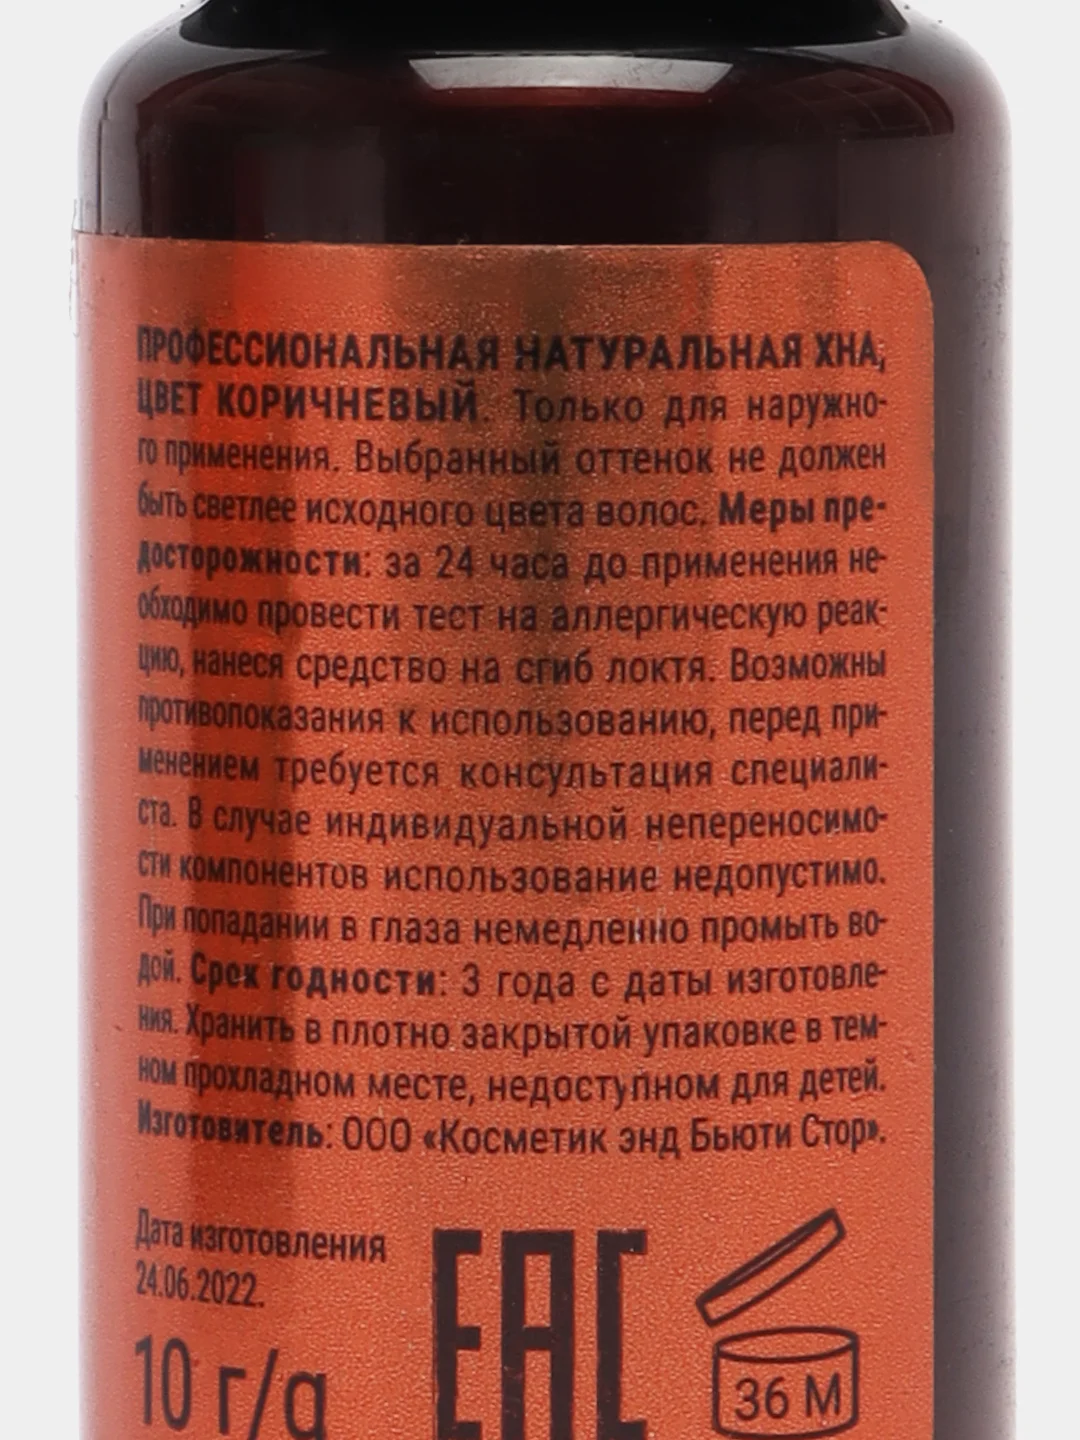 ПРОФЕССИОНАЛЬНАЯ НАТУРАЛЬНАЯ ХНА,
ЦВЕТ КОРИЧНЕВЫЙ. Только для наружно-
го применения. Выбранный оттенок не должен
быть светлее исходного цвета волос. Меры пре-
досторожности: за 24 часа до применения не-
обходимо провести тест на аллергическую реак-
цию, нанеся средство на сгиб локтя. Возможны
противопоказания к использованию, перед при-
менением требуется консультация специали-
ста. В случае индивидуальной непереносимо-
сти компонентов использование недопустимо.
При попадании в глаза немедленно промыть во-
дой. Срок годности: 3 года с даты изготовле-
ния. Хранить в плотно закрытой упаковке в тем-
ном прохладном месте, недоступном для детей.
Изготовитель: ООО «Косметик энд Бьюти Стор».
Дата изготовления
24.06.2022.
10 г/g
ЕАС
36 M